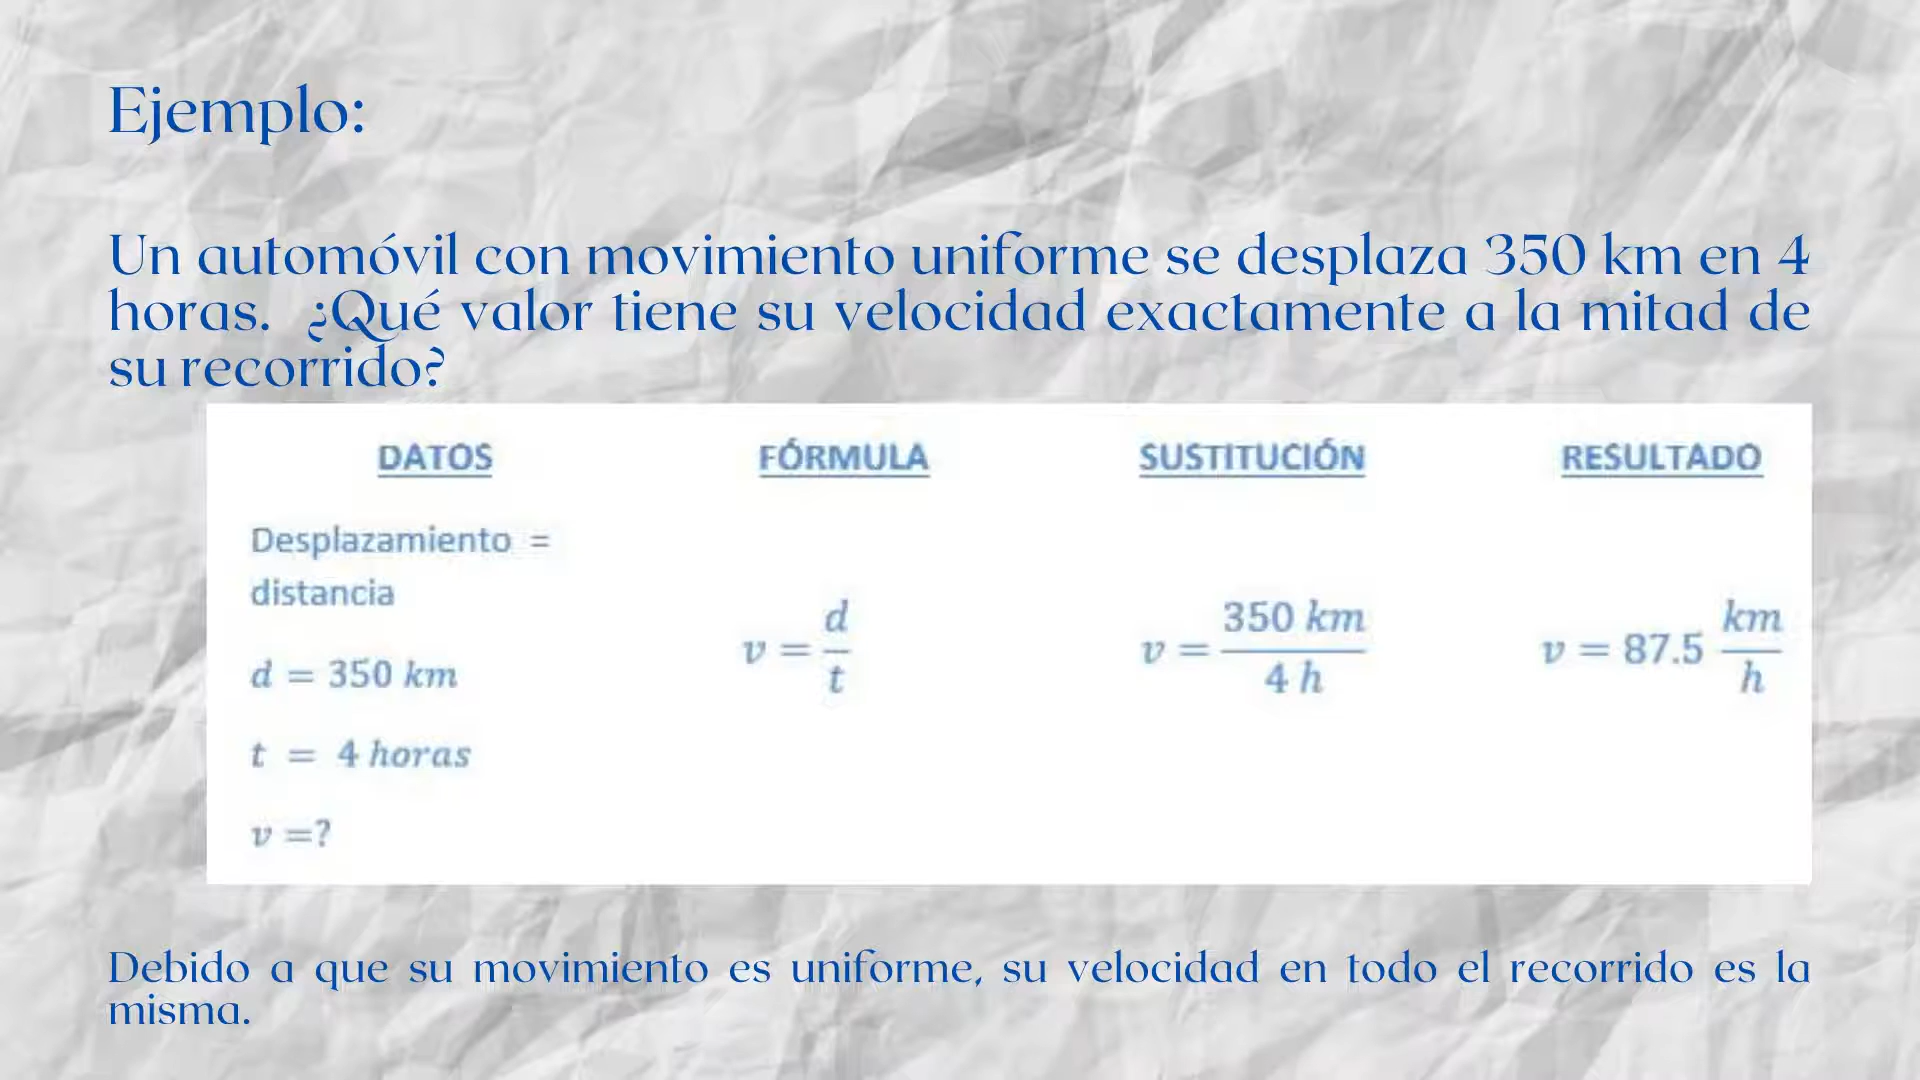 Ejemplo:
Un automóvil con movimiento uniforme se desplaza 350 km en 4
horas. ¿Qué valor tiene su velocidad exactamente a la mitad de
su recorrido?
DATOS
Desplazamiento =
distancia
d = 350 km
t = 4 horas
v =?
FÓRMULA
v = d/t
SUSTITUCIÓN
v = 350 km/4 h
RESULTADO
v = 87.5 km/h
Debido a que su movimiento es uniforme, su velocidad en todo el recorrido es la
misma.